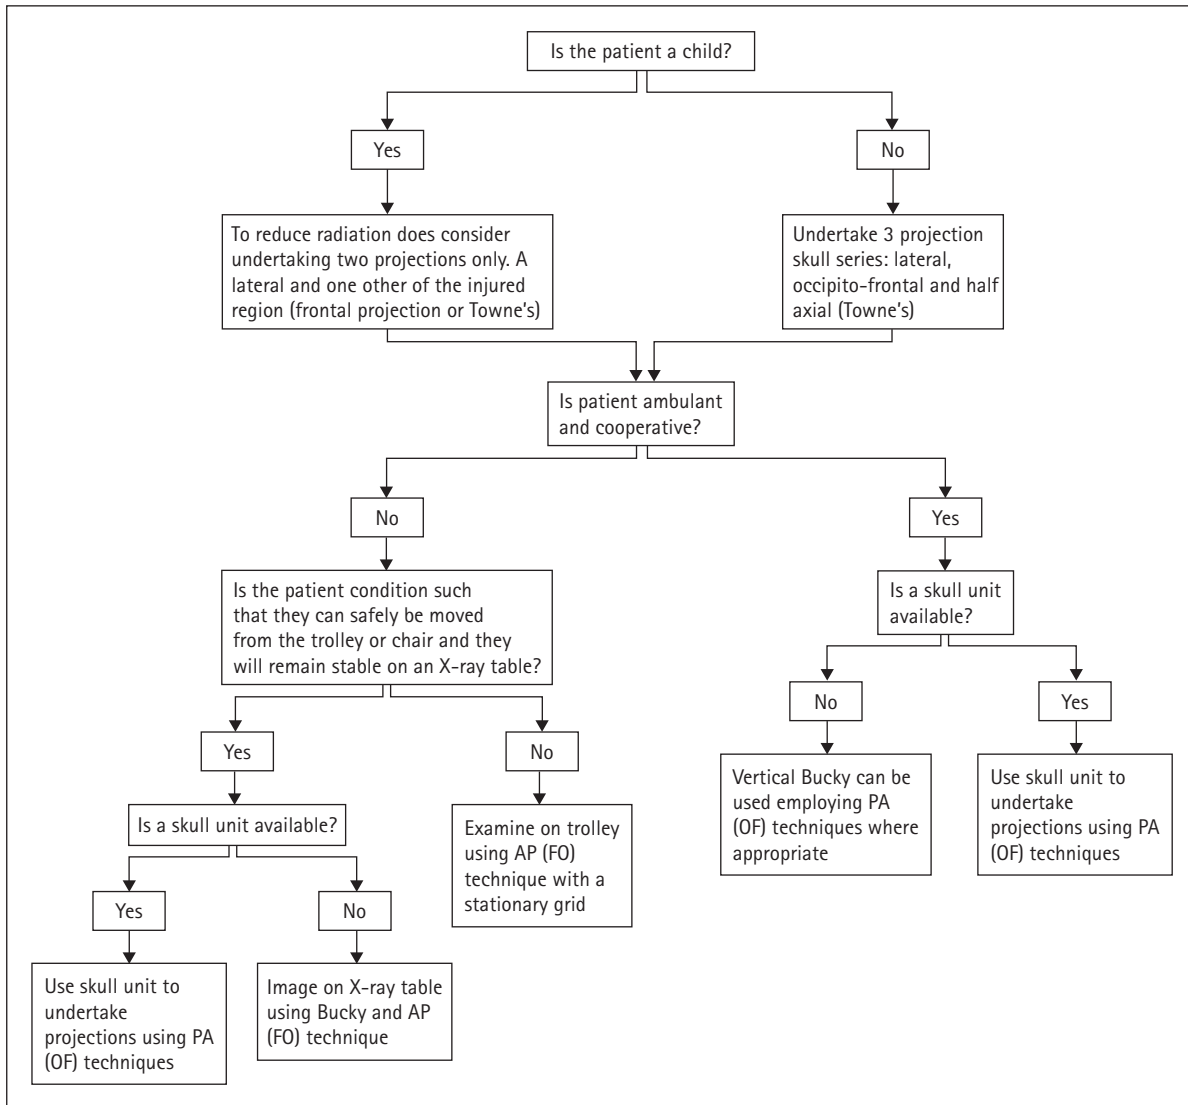 Is the patient a child?
Yes
No
To reduce radiation does consider
undertaking two projections only. A
lateral and one other of the injured
region (frontal projection or Towne's)
Undertake 3 projection
skull series: lateral,
occipito-frontal and half
axial (Towne's)
Is patient ambulant
and cooperative?
No
Yes
Is the patient condition such
that they can safely be moved
from the trolley or chair and they
will remain stable on an X-ray table?
Is a skull unit
available?
Yes
No
No
Yes
Is a skull unit available?
Examine on trolley
using AP (FO)
technique with a
stationary grid
Vertical Bucky can be
used employing PA
(OF) techniques where
appropriate
Use skull unit to
undertake
projections using PA
(OF) techniques
Yes
No
Use skull unit to
undertake
projections using PA
(OF) techniques
Image on X-ray table
using Bucky and AP
(FO) technique